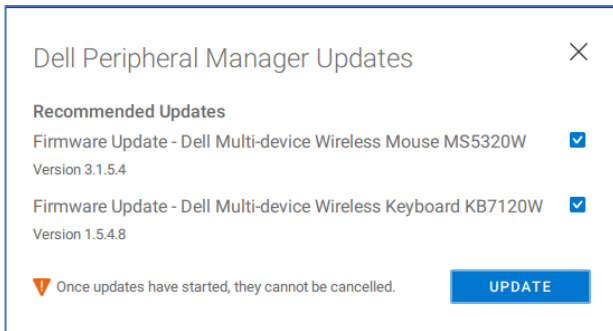 Dell Peripheral Manager Updates
Recommended Updates
Firmware Update - Dell Multi-device Wireless Mouse MS5320W
Version 3.1.5.4
Firmware Update - Dell Multi-device Wireless Keyboard KB7120W
Version 1.5.4.8
Once updates have started, they cannot be cancelled.
UPDATE